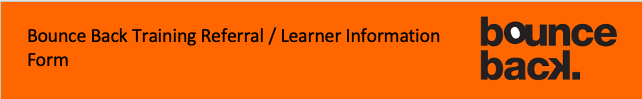 Bounce Back Training Referral / Learner Information
Form
bounce
back.